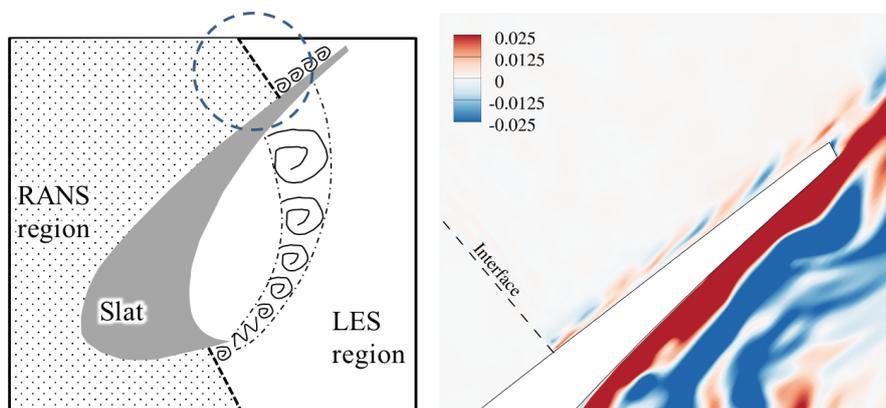 RANS
region
Slat
LES
region
0.025
0.0125
0
-0.0125
-0.025
Interface